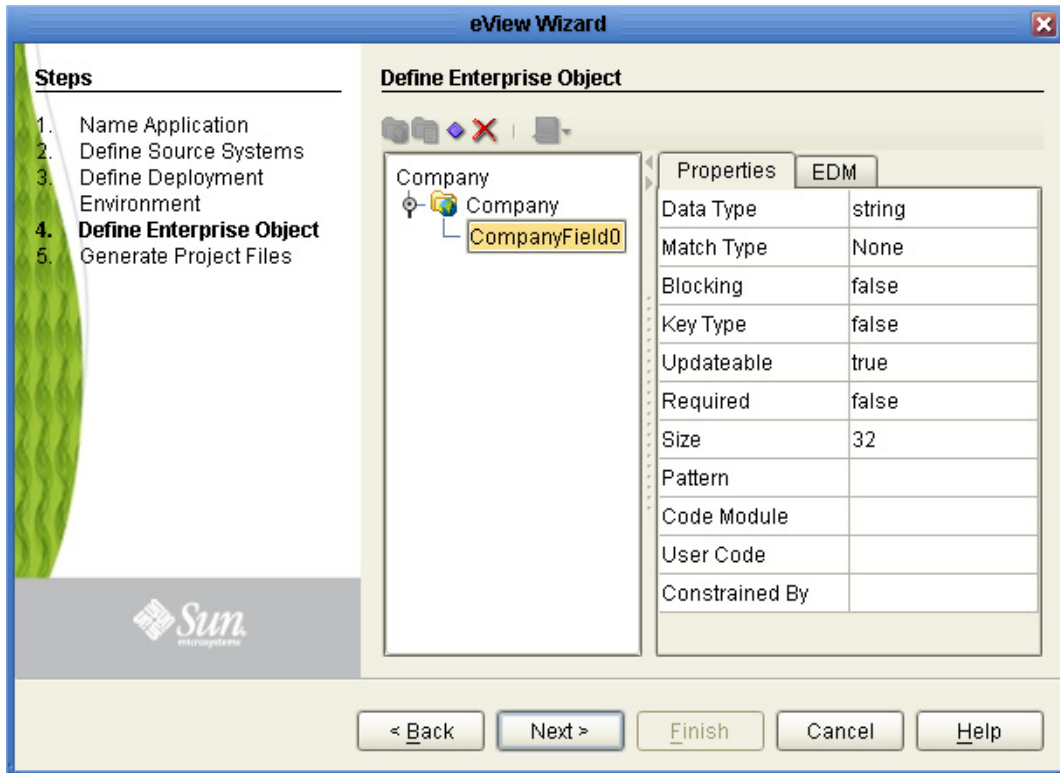 eView Wizard
Steps
1. Name Application
2. Define Source Systems
3. Define Deployment
Environment
4. Define Enterprise Object
5. Generate Project Files
Sun
microsystems
Define Enterprise Object
Company
Company
CompanyField0
Properties EDM
Data Type string
Match Type None
Blocking false
Key Type false
Updateable true
Required false
Size 32
Pattern
Code Module
User Code
Constrained By
< Back Next > Finish Cancel Help